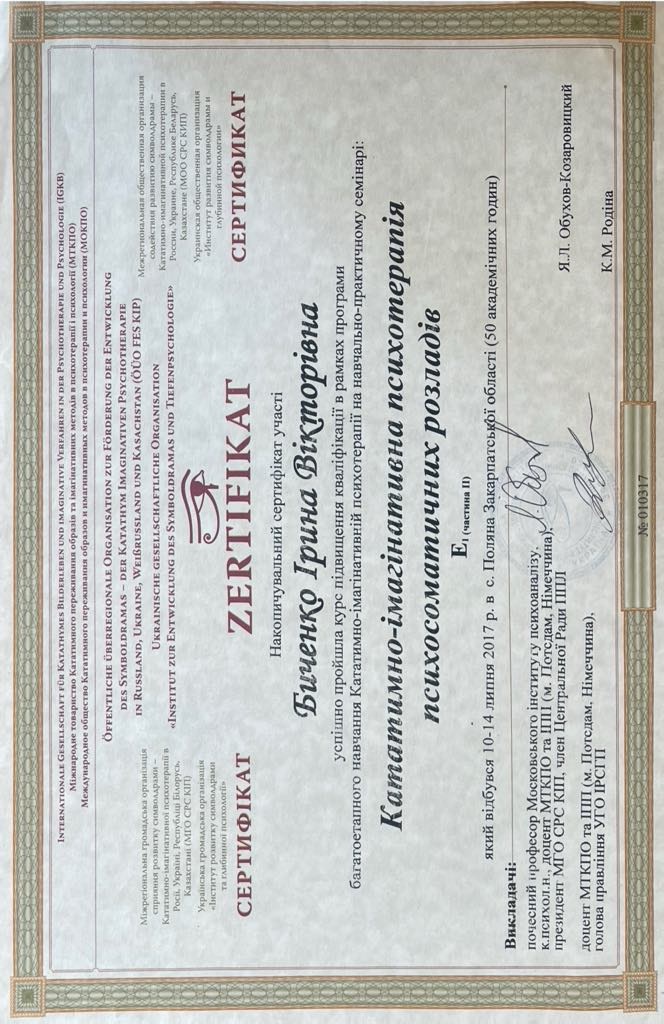 INTERNATIONALE GESELLSCHAFT FÜR KATATHYMES BILDERLEBEN UND IMAGINATIVE VERFAHREN IN DER PSYCHOTHERAPIE UND PSYCHOLOGIE (IGKB)
Міжнародне товариство Кататимного переживання образів та імагінативних методів в психотерапії і психології (МТКПО)
Международное общество Кататимного переживания образов и имагинативных методов в психотерапии и психологии (МОКПО)
Міжрегіональна громадська організація
сприяння розвитку символдрами –
Кататимно-імагінативної психотерапії в
Росії, Україні, Республіці Білорусь,
Казахстані (МГО СРС КІП)
Українська громадська організація
«Інститут розвитку символдрами
та глибинної психології»
СЕРТИФІКАТ
ÖFFENTLICHE ÜBERREGIONALE ORGANISATION ZUR FÖRDERUNG DER ENTWICKLUNG
DES SYMBOLDRAMAS – DER KATATHYM IMAGINATIVEN PSYCHOTHERAPIE
IN RUSSLAND, UKRAINE, WEIßRUSSLAND UND KASACHSTAN (ÖÜO FES KIP)
UKRAINISCHE GESELLSCHAFTLICHE ORGANISATION
«INSTITUT ZUR ENTWICKLUNG DES SYMBOLDRAMAS UND TIEFENPSYCHOLOGIE»
ZERTIFIKAT
Межрегиональная общественная организация
содействия развитию символдрамы –
Кататимно-имагинативной психотерапии в
России, Украине, Республике Беларусь,
Казахстане (МОО СРС КИП)
Украинская общественная организация
«Институт развития символдрамы и
глубинной психологии»
СЕРТИФИКАТ
Накопичувальний сертифікат участі
Биченко Ірина Вікторівна
успішно пройшла курс підвищення кваліфікації в рамках програми
багатоетапного навчання Кататимно-імагінативній психотерапії на навчально-практичному семінарі:
Кататимно-імагінативна психотерапія
психосоматичних розладів
Е1 (частина ІІ)
який відбувся 10-14 липня 2017 р. в с. Поляна Закарпатської області (50 академічних годин)
Викладачі:
почесний професор Московського інституту психоаналізу,
к.психол.н., доцент МТКПО та ІПП (м. Потсдам, Німеччина),
президент МГО СРС КІП, член Центральної Ради ППЛ
Я.Л. Обухов-Козаровицкий
доцент МТКПО та ІПП (м. Потсдам, Німеччина),
голова правління УГО ІРСГП
К.М. Родіна
№ 010317